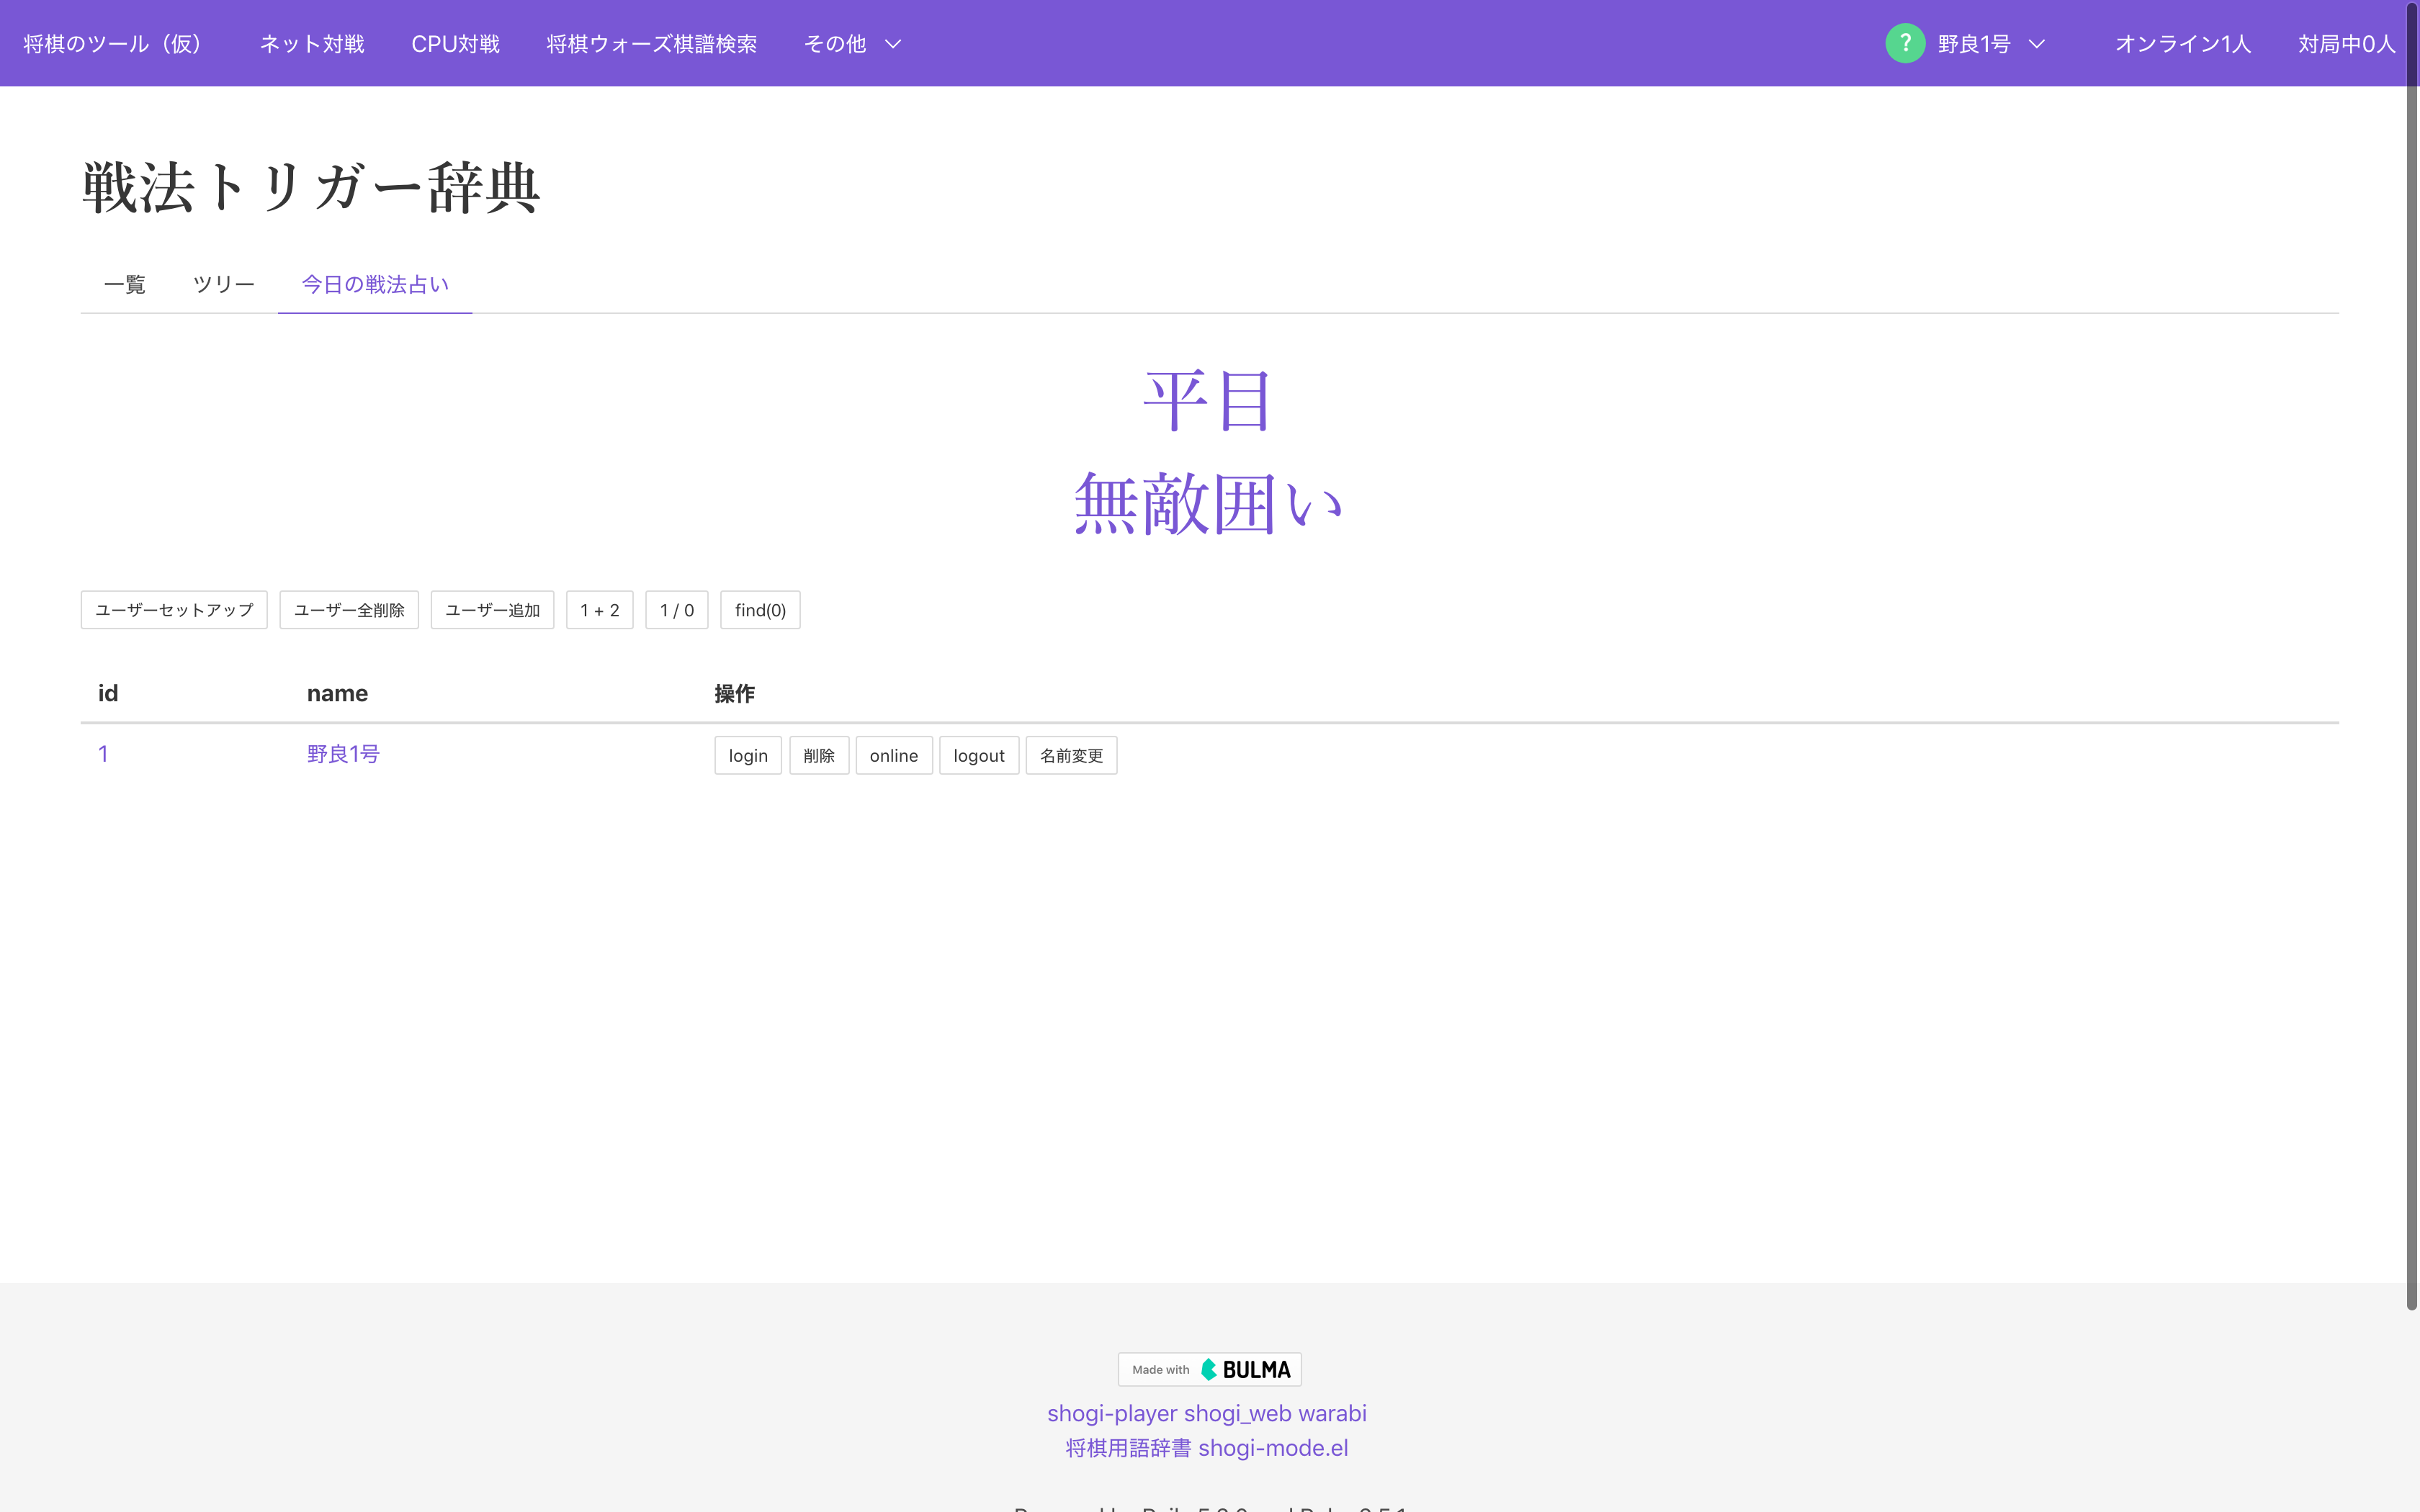 将棋のツール（仮） ネット対戦 CPU対戦 将棋ウォーズ棋譜検索 その他 ? 野良1号 オンライン1人 対局中0人
戦法トリガー辞典
一覧 ツリー 今日の戦法占い
平目
無敵囲い
ユーザーセットアップ ユーザー全削除 ユーザー追加 1 + 2 1 / 0 find(0)
id name 操作
1 野良1号 login 削除 online logout 名前変更
Made with BULMA
shogi-player shogi_web warabi
将棋用語辞書 shogi-mode.el